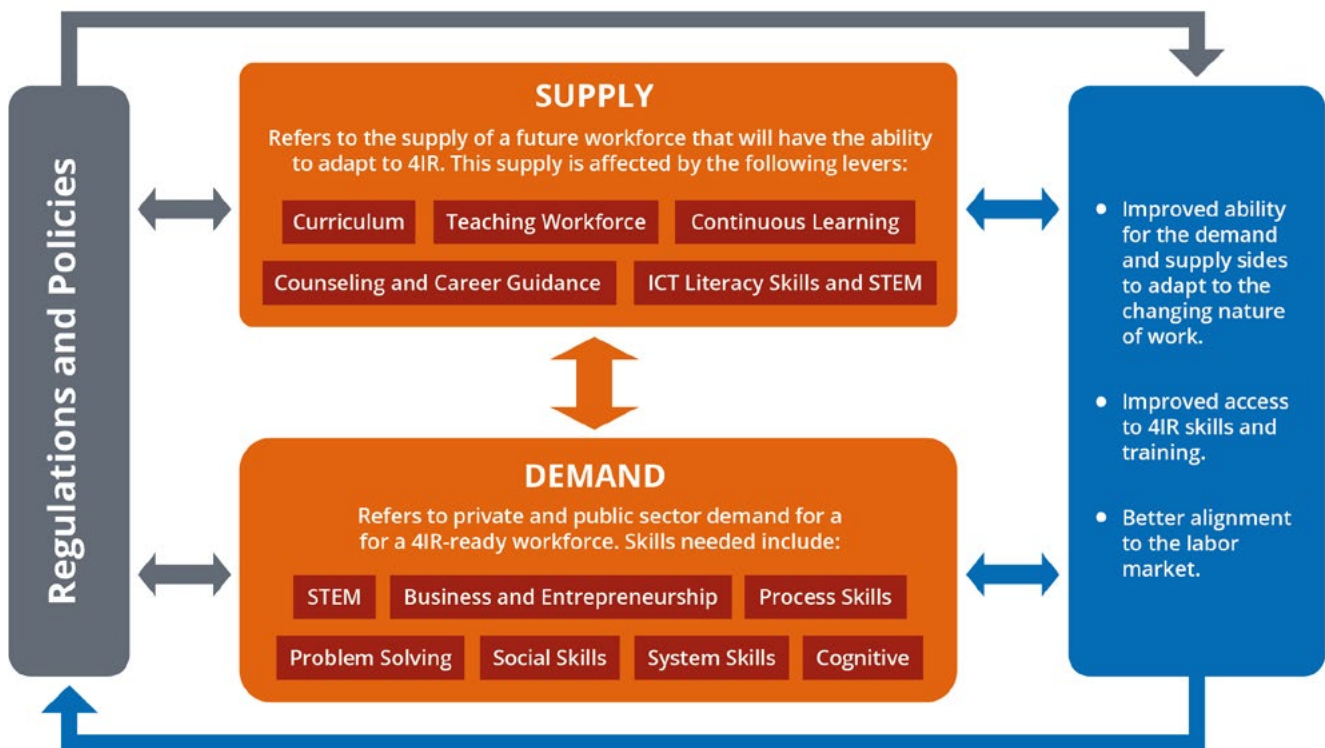 Regulations and Policies
SUPPLY
Refers to the supply of a future workforce that will have the ability
to adapt to 4IR. This supply is affected by the following levers:
Curriculum
Teaching Workforce
Continuous Learning
Counseling and Career Guidance
ICT Literacy Skills and STEM
DEMAND
Refers to private and public sector demand for a
for a 4IR-ready workforce. Skills needed include:
STEM
Business and Entrepreneurship
Process Skills
Problem Solving
Social Skills
System Skills
Cognitive
• Improved ability
for the demand
and supply sides
to adapt to the
changing nature
of work.
• Improved access
to 4IR skills and
training.
• Better alignment
to the labor
market.